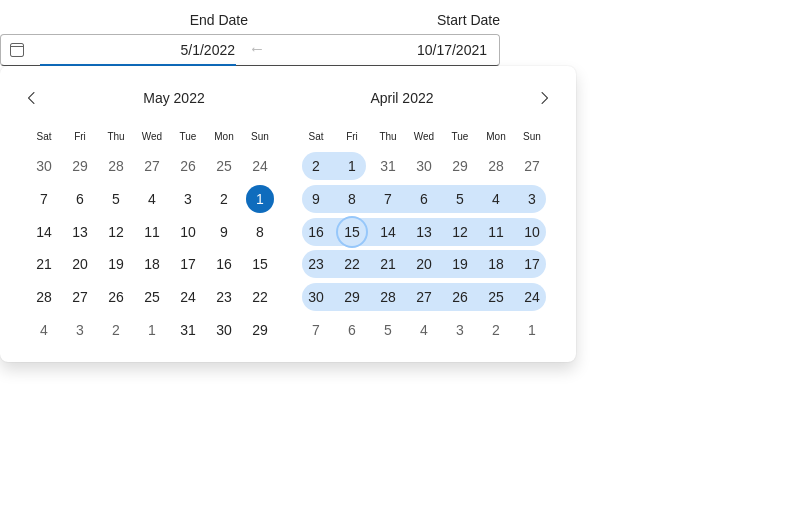 End Date Start Date
5/1/2022 ← 10/17/2021
May 2022 April 2022
Sat Fri Thu Wed Tue Mon Sun Sat Fri Thu Wed Tue Mon Sun
30 29 28 27 26 25 24 2 1 31 30 29 28 27
7 6 5 4 3 2 1 9 8 7 6 5 4 3
14 13 12 11 10 9 8 16 15 14 13 12 11 10
21 20 19 18 17 16 15 23 22 21 20 19 18 17
28 27 26 25 24 23 22 30 29 28 27 26 25 24
4 3 2 1 31 30 29 7 6 5 4 3 2 1